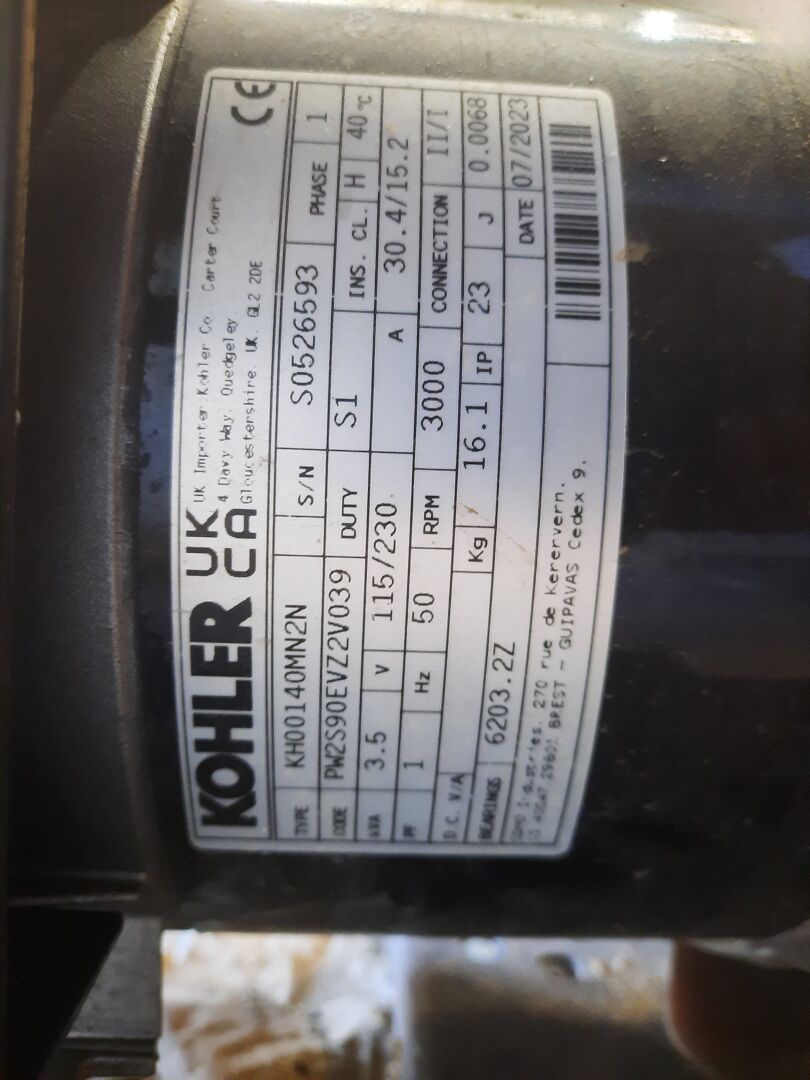 KOHLER UK CA CE
UK Importer: Kohler Co. Carter Court
4 Davy Way, Quedgeley
Gloucestershire, UK, GL2 2DE
TYPE KH00140MN2N S/N S0526593 PHASE 1
CODE PW2S90EVZ2V039 DUTY S1 INS. CL. H 40°C
kVA 3.5 V 115/230 A 30.4/15.2
PF 1 Hz 50 RPM 3000 CONNECTION II/I
D.C. V/A Kg 16.1 IP 23 J 0.0068
BEARINGS 6203.2Z DATE 07/2023
270 rue de Kerervern.
BREST - GUIPAVAS Cedex 9.